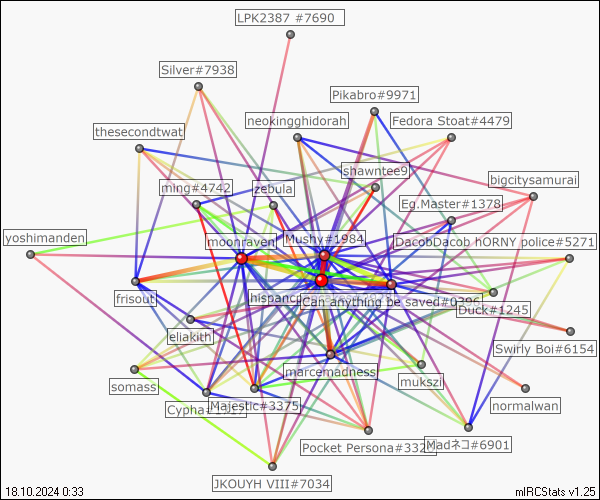 LPK2387 #7690
Silver#7938
Pikabro#9971
neokingghidorah
Fedora Stoat#4479
thesecondtwat
shawntee9
ming#4742
zebula
bigcitysamurai
Eg.Master#1378
yoshimanden
moonraven
Mushy#1984
DacobDacob
hORNY police#5271
frisout
hispanc
Can anything be saved#0396
Duck#1245
eliakith
Swirly Boi#6154
marcemadness
somass
mukszi
normalwan
Cypha
Majestic#3375
Pocket Persona#332
Madネコ#6901
JKOUYH VIII#7034
18.10.2024 0:33
mIRCStats v1.25